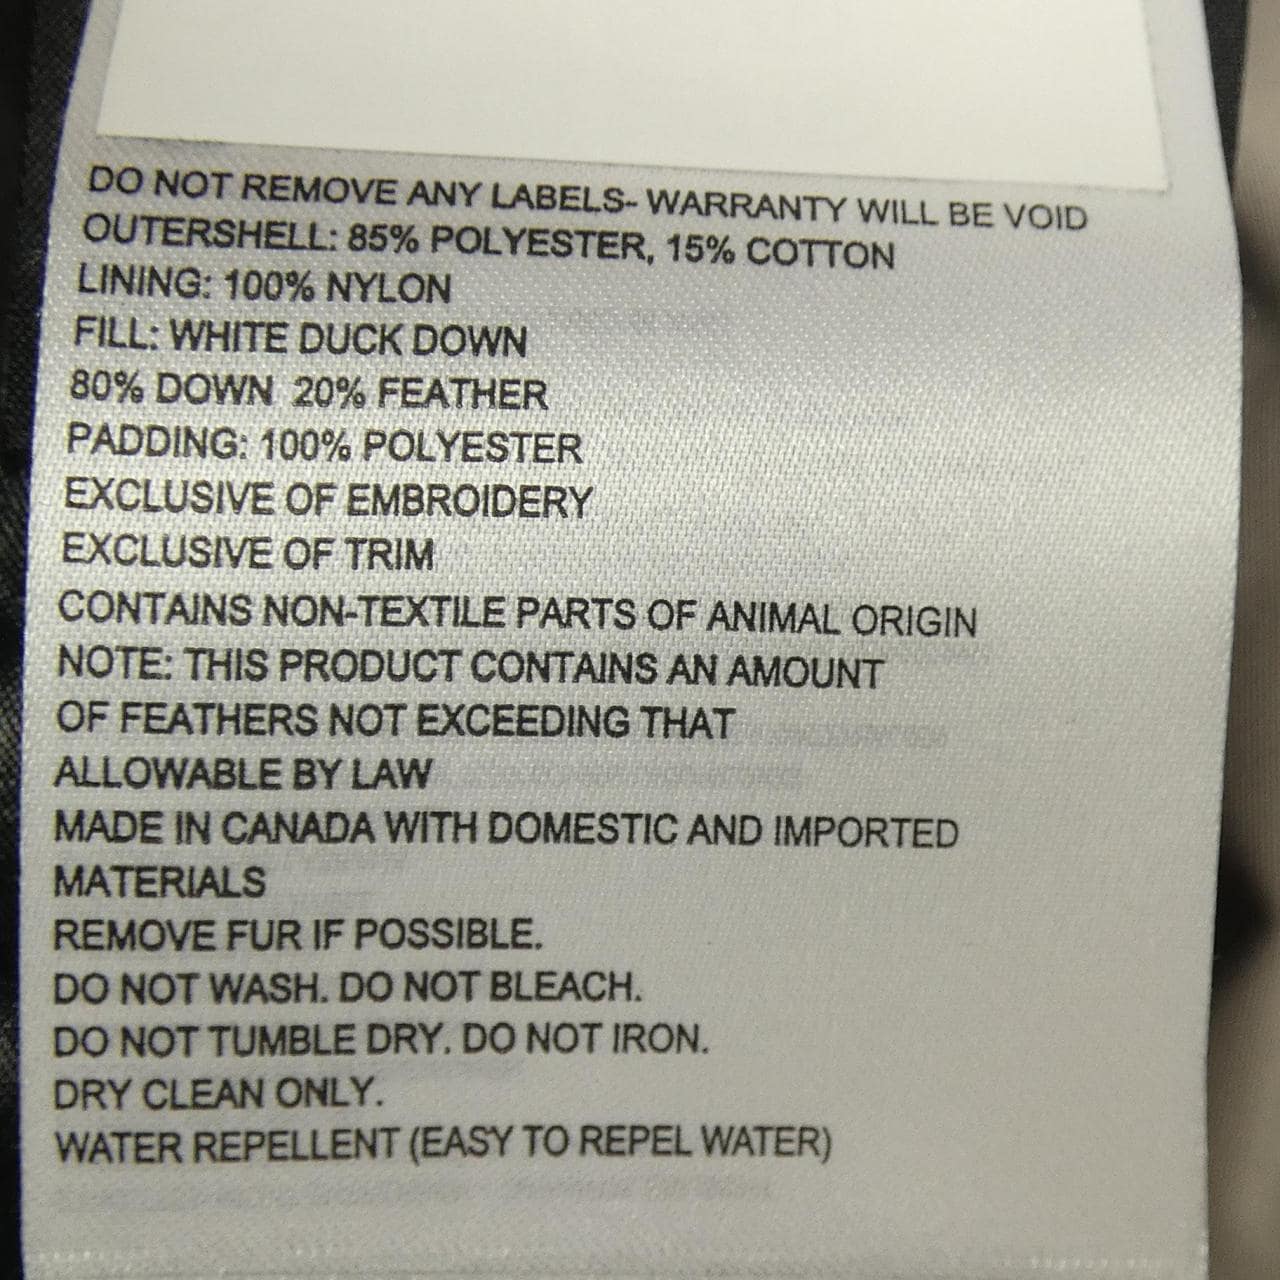 DO NOT REMOVE ANY LABELS- WARRANTY WILL BE VOID
OUTERSHELL: 85% POLYESTER, 15% COTTON
LINING: 100% NYLON
FILL: WHITE DUCK DOWN
80% DOWN 20% FEATHER
PADDING: 100% POLYESTER
EXCLUSIVE OF EMBROIDERY
EXCLUSIVE OF TRIM
CONTAINS NON-TEXTILE PARTS OF ANIMAL ORIGIN
NOTE: THIS PRODUCT CONTAINS AN AMOUNT
OF FEATHERS NOT EXCEEDING THAT
ALLOWABLE BY LAW
MADE IN CANADA WITH DOMESTIC AND IMPORTED
MATERIALS
REMOVE FUR IF POSSIBLE.
DO NOT WASH. DO NOT BLEACH.
DO NOT TUMBLE DRY. DO NOT IRON.
DRY CLEAN ONLY.
WATER REPELLENT (EASY TO REPEL WATER)